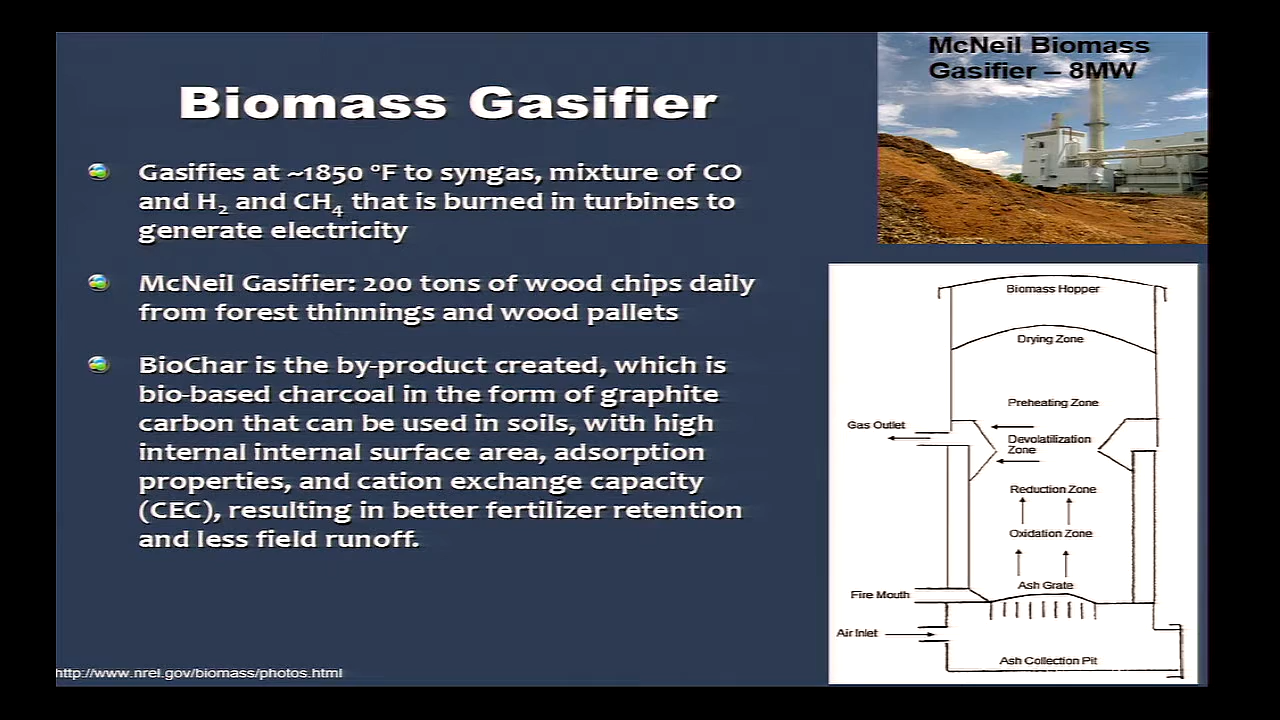 McNeil Biomass
Gasifier – 8MW
Biomass Gasifier
Gasifies at ~1850 °F to syngas, mixture of CO
and H₂ and CH₄ that is burned in turbines to
generate electricity
McNeil Gasifier: 200 tons of wood chips daily
from forest thinnings and wood pallets
BioChar is the by-product created, which is
bio-based charcoal in the form of graphite
carbon that can be used in soils, with high
internal internal surface area, adsorption
properties, and cation exchange capacity
(CEC), resulting in better fertilizer retention
and less field runoff.
Biomass Hopper
Drying Zone
Preheating Zone
Gas Outlet
Devolatilization
Zone
Reduction Zone
Oxidation Zone
Ash Grate
Fire Mouth
Air Inlet
Ash Collection Pit
http://www.nrel.gov/biomass/photos.html